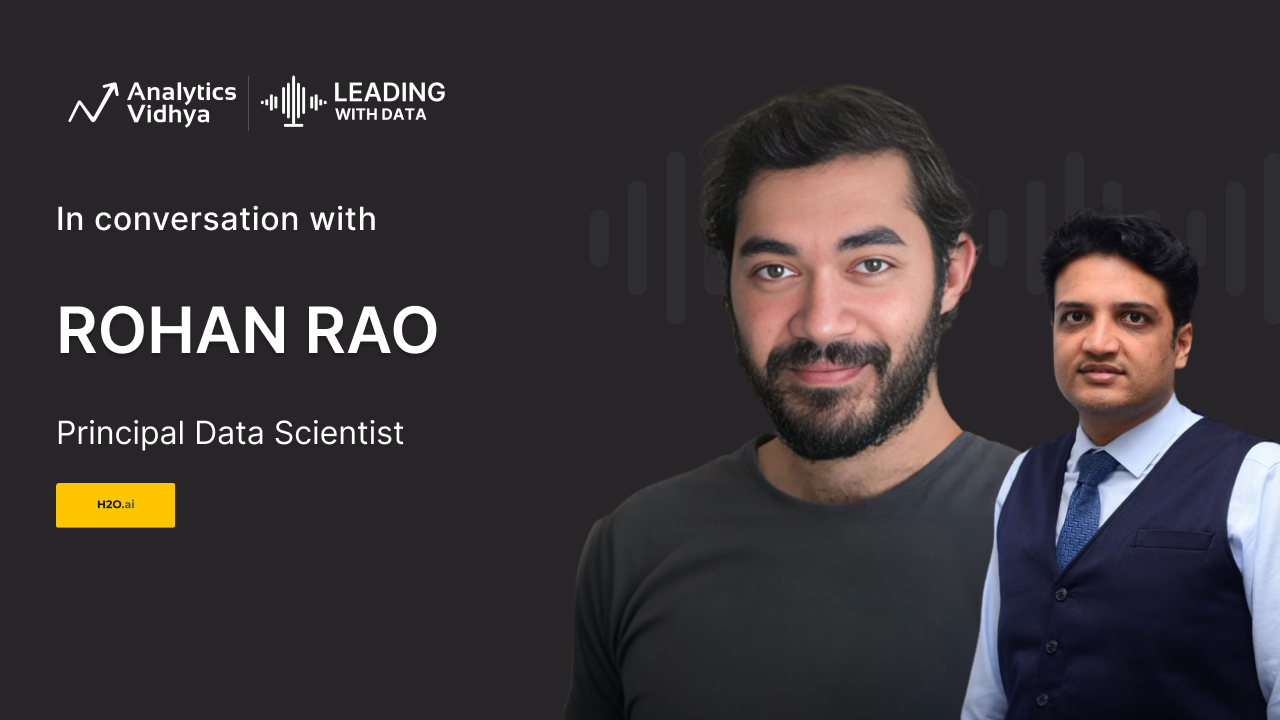 Analytics
Vidhya
LEADING
WITH DATA
In conversation with
ROHAN RAO
Principal Data Scientist
H2O.ai